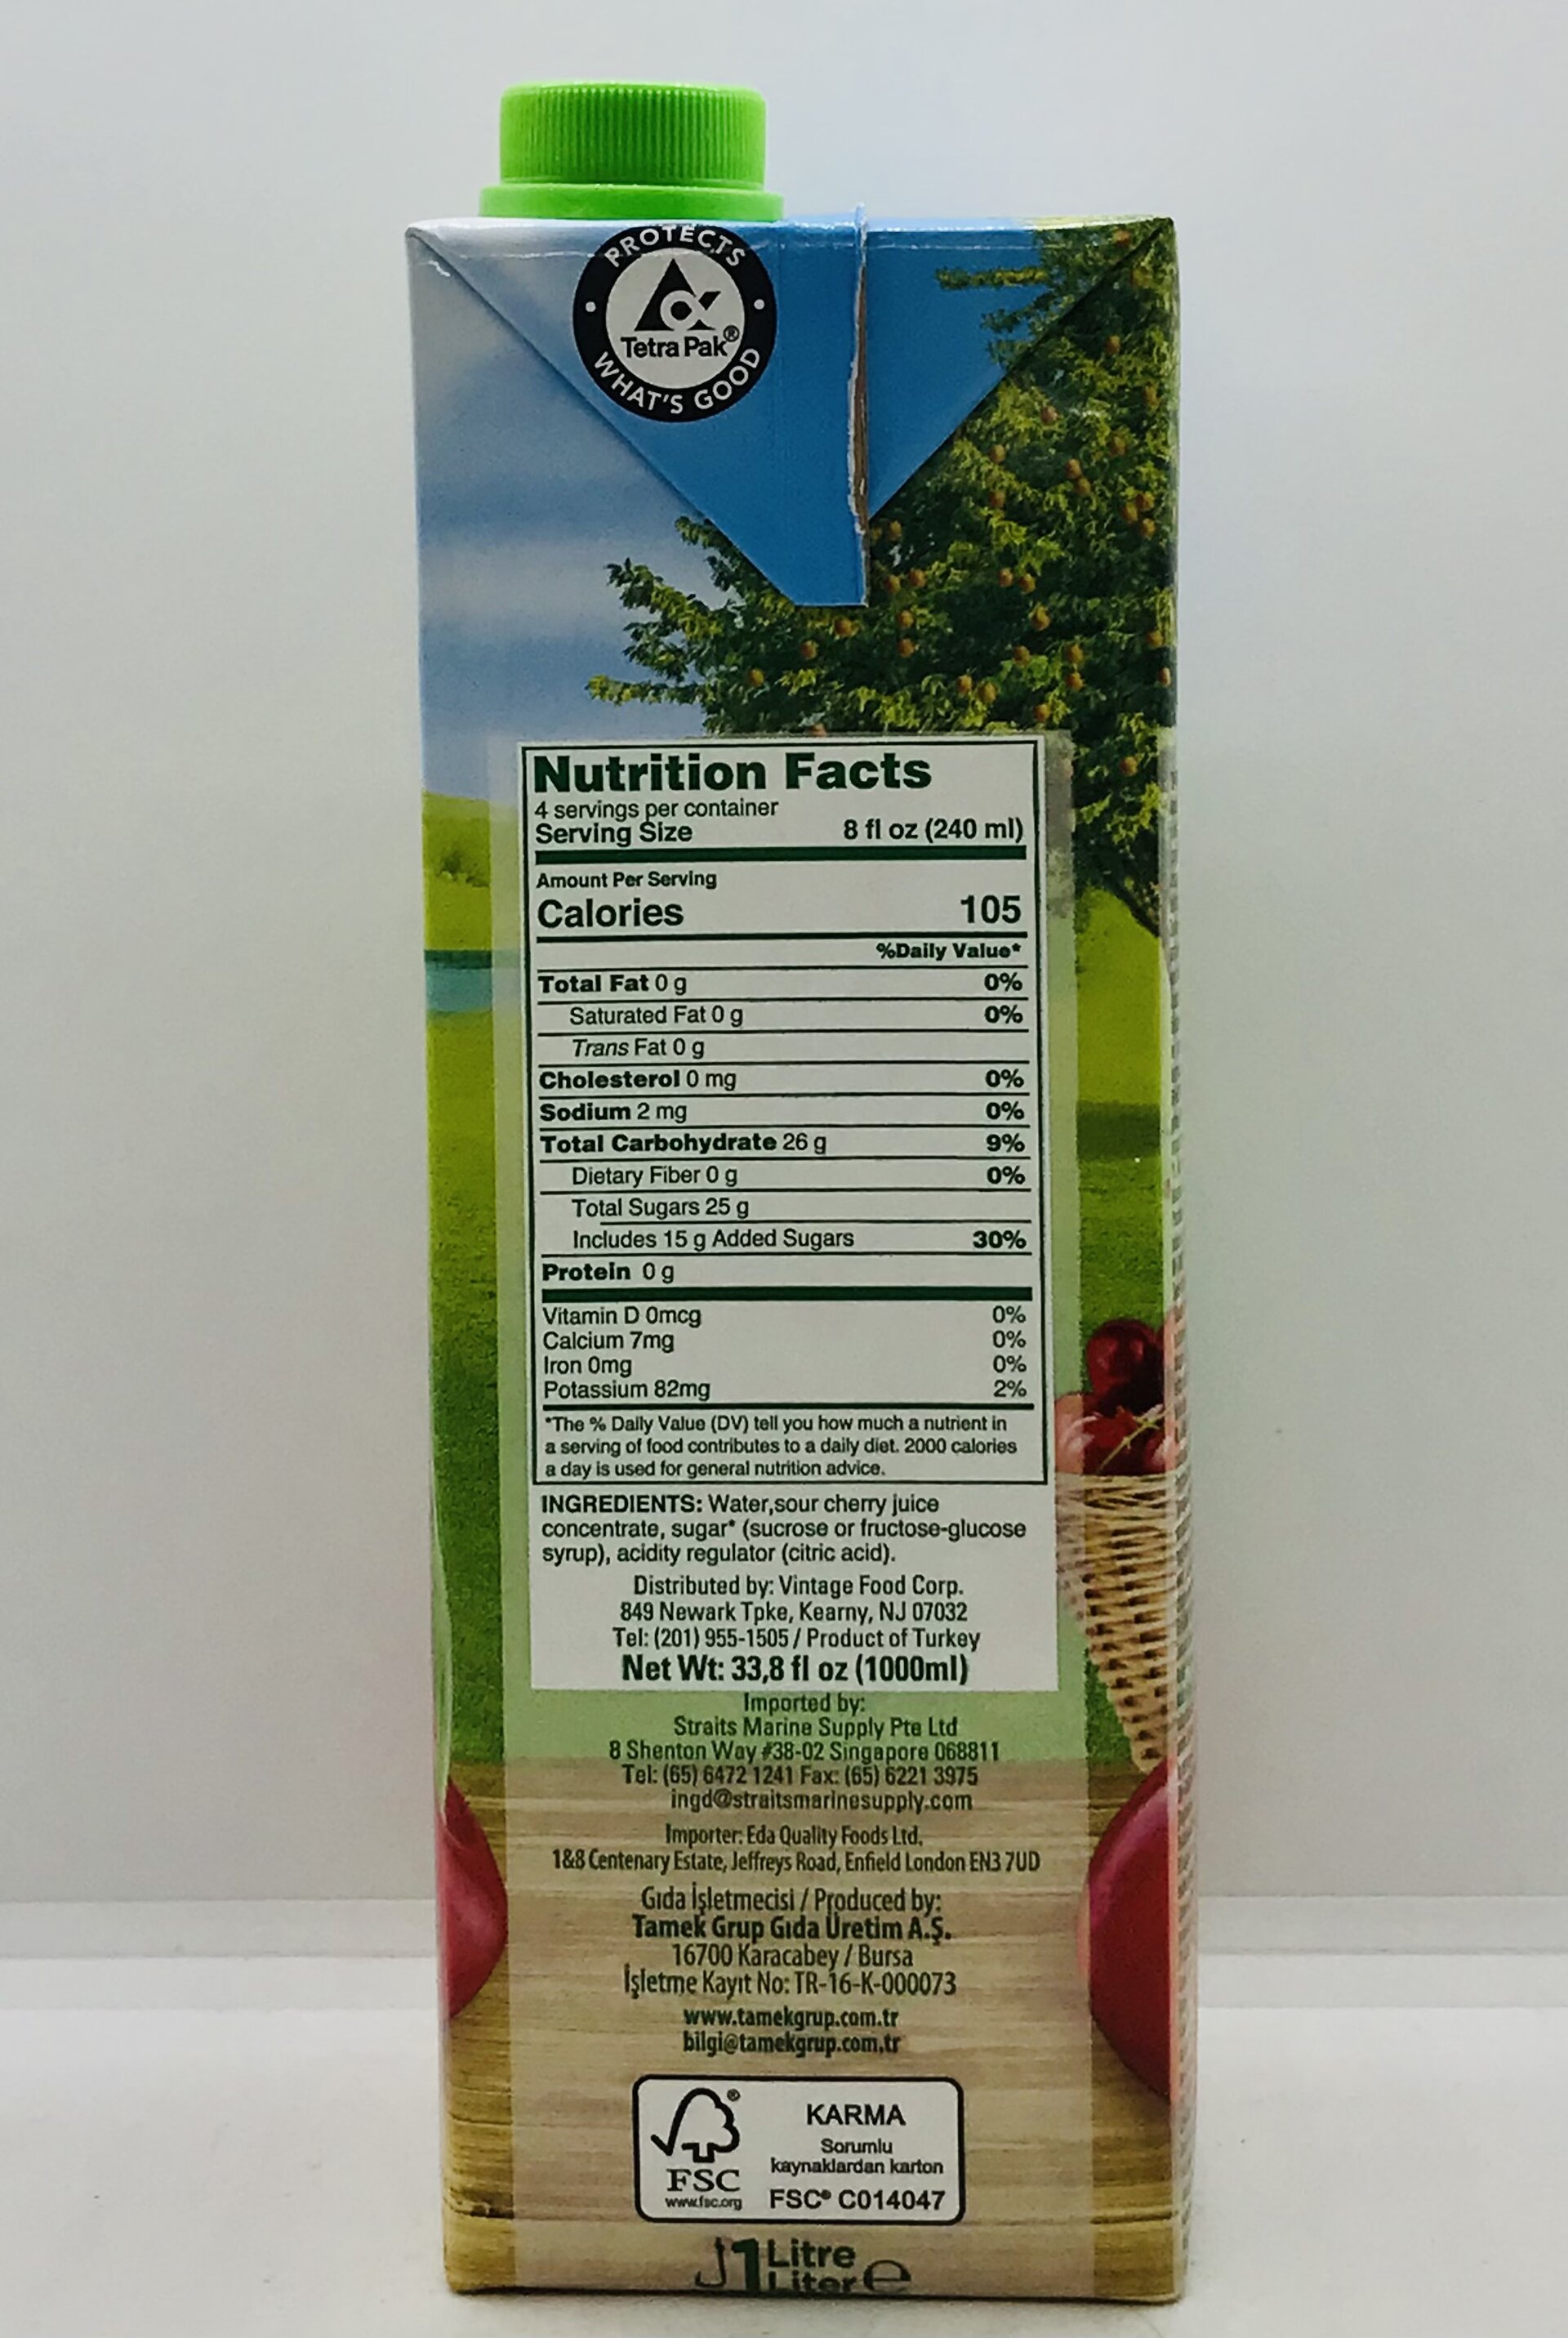 PROTECTS
Tetra Pak®
WHAT'S GOOD
Nutrition Facts
4 servings per container
Serving Size 8 fl oz (240 ml)
Amount Per Serving
Calories 105
%Daily Value*
Total Fat 0 g 0%
Saturated Fat 0 g 0%
Trans Fat 0 g
Cholesterol 0 mg 0%
Sodium 2 mg 0%
Total Carbohydrate 26 g 9%
Dietary Fiber 0 g 0%
Total Sugars 25 g
Includes 15 g Added Sugars 30%
Protein 0 g
Vitamin D 0mcg 0%
Calcium 7mg 0%
Iron 0mg 0%
Potassium 82mg 2%
*The % Daily Value (DV) tell you how much a nutrient in
a serving of food contributes to a daily diet. 2000 calories
a day is used for general nutrition advice.
INGREDIENTS: Water,sour cherry juice
concentrate, sugar* (sucrose or fructose-glucose
syrup), acidity regulator (citric acid).
Distributed by: Vintage Food Corp.
849 Newark Tpke, Kearny, NJ 07032
Tel: (201) 955-1505 / Product of Turkey
Net Wt: 33,8 fl oz (1000ml)
Imported by:
Straits Marine Supply Pte Ltd
8 Shenton Way #38-02 Singapore 068811
Tel: (65) 6472 1241 Fax: (65) 6221 3975
ingd@straitsmarinesupply.com
Importer: Eda Quality Foods Ltd.
1&8 Centenary Estate, Jeffreys Road, Enfield London EN3 7UD
Gıda İşletmecisi / Produced by:
Tamek Grup Gıda Üretim A.Ş.
16700 Karacabey / Bursa
İşletme Kayıt No: TR-16-K-000073
www.tamekgrup.com.tr
bilgi@tamekgrup.com.tr
KARMA
Sorumlu
kaynaklardan karton
FSC® C014047
® FSC
www.fsc.org
1 Litre
Liter e